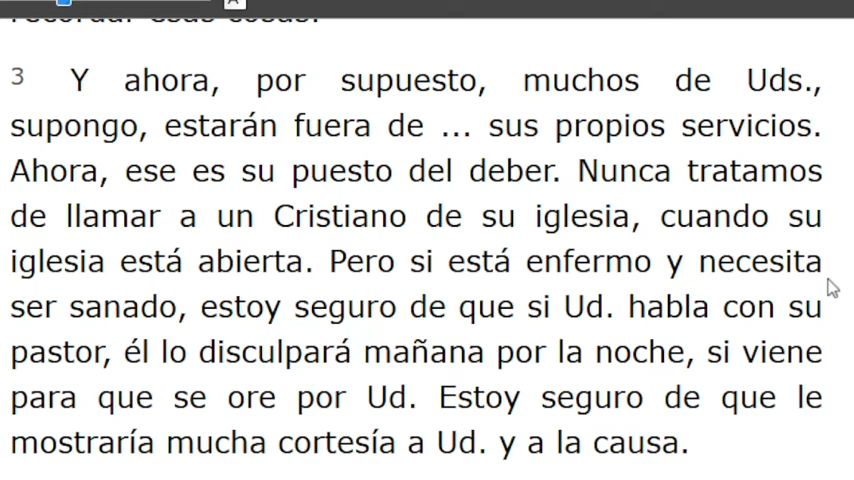 recordar esas cosas.
3 Y ahora, por supuesto, muchos de Uds.,
supongo, estarán fuera de ... sus propios servicios.
Ahora, ese es su puesto del deber. Nunca tratamos
de llamar a un Cristiano de su iglesia, cuando su
iglesia está abierta. Pero si está enfermo y necesita
ser sanado, estoy seguro de que si Ud. habla con su
pastor, él lo disculpará mañana por la noche, si viene
para que se ore por Ud. Estoy seguro de que le
mostraría mucha cortesía a Ud. y a la causa.